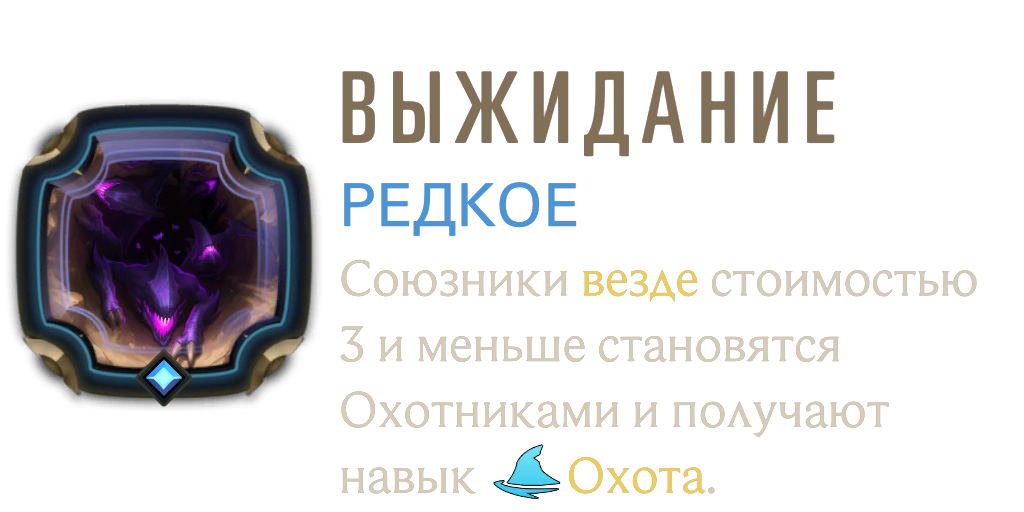 ВЫЖИДАНИЕ
РЕДКОЕ
Союзники везде стоимостью
3 и меньше становятся
Охотниками и получают
навык Охота.